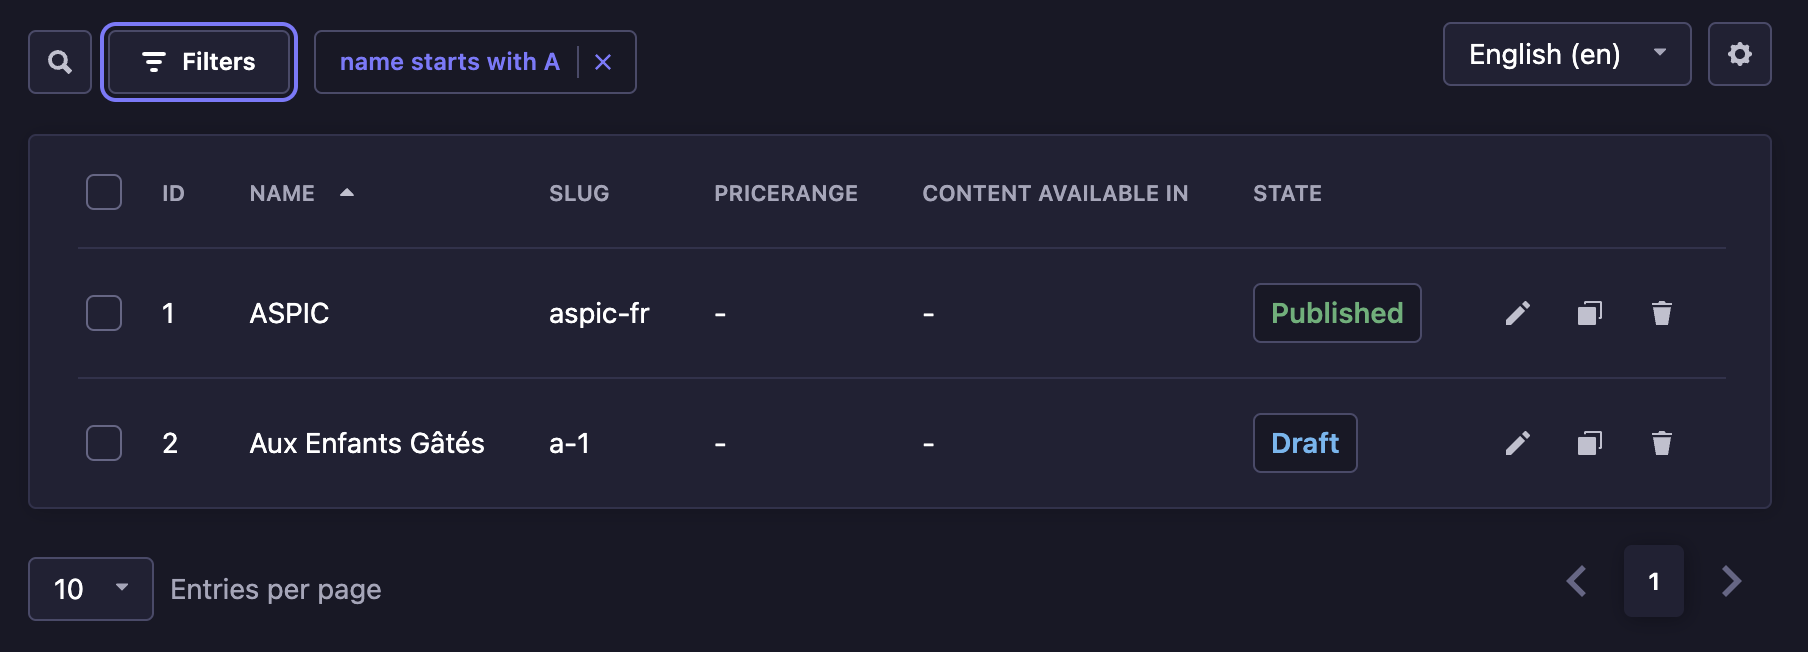 Filters name starts with A English (en)
ID NAME SLUG PRICERANGE CONTENT AVAILABLE IN STATE
1 ASPIC aspic-fr - - Published
2 Aux Enfants Gâtés a-1 - - Draft
10 Entries per page 1